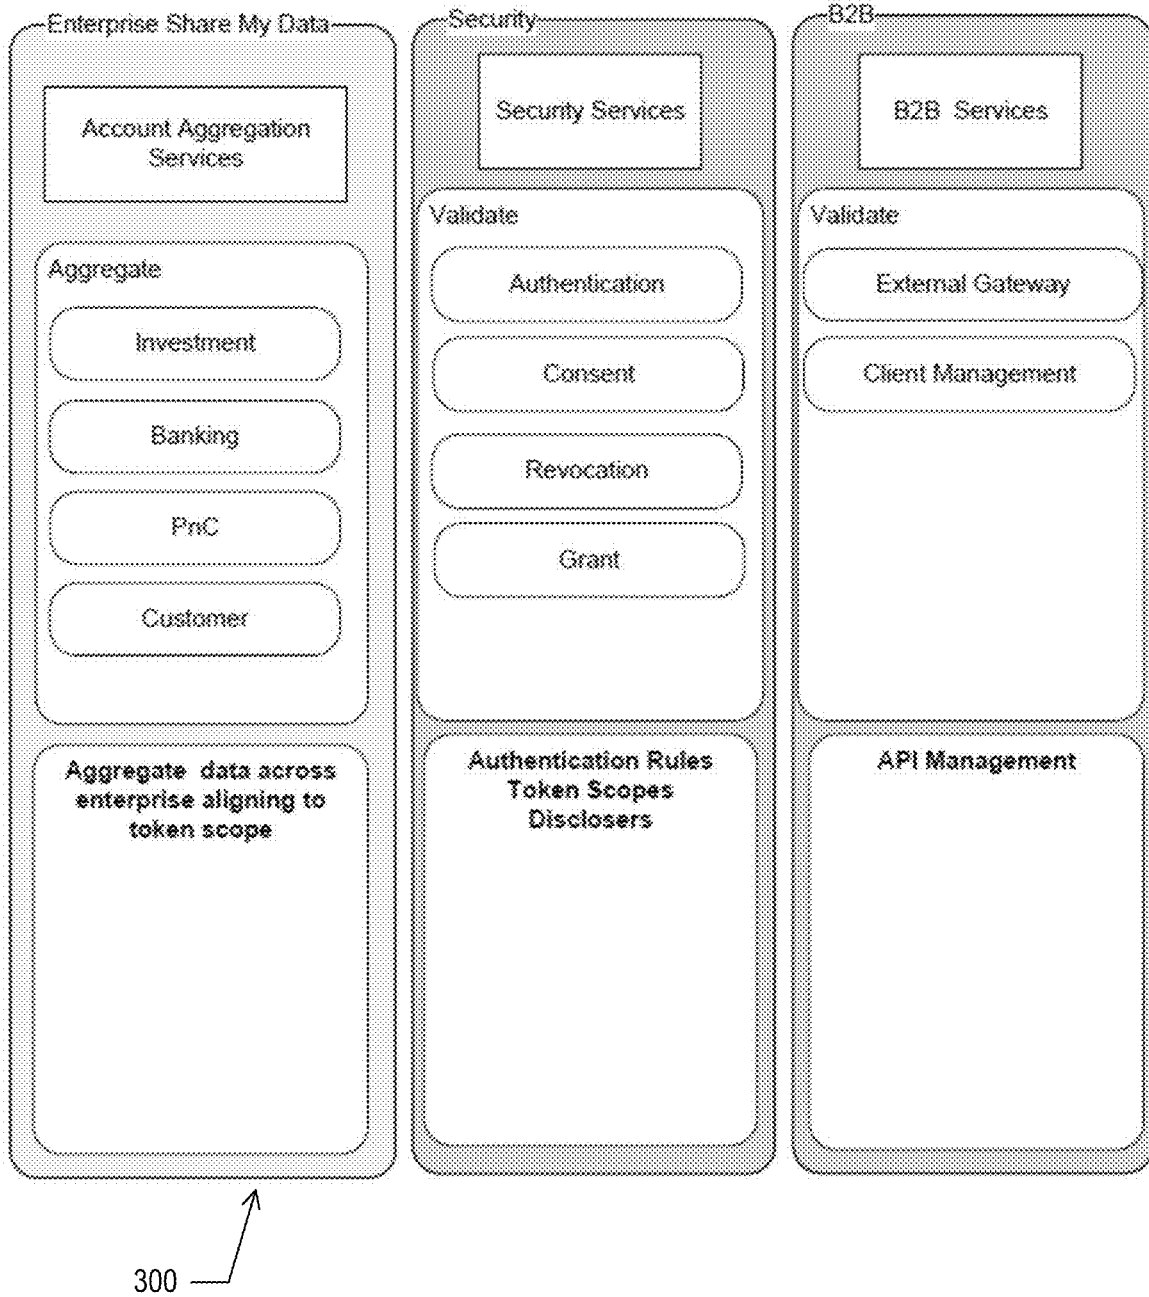 Enterprise Share My Data
Account Aggregation
Services
Aggregate
Investment
Banking
PnC
Customer
Aggregate data across
enterprise aligning to
token scope
Security
Security Services
Validate
Authentication
Consent
Revocation
Grant
Authentication Rules
Token Scopes
Disclosers
B2B
B2B Services
Validate
External Gateway
Client Management
API Management
300